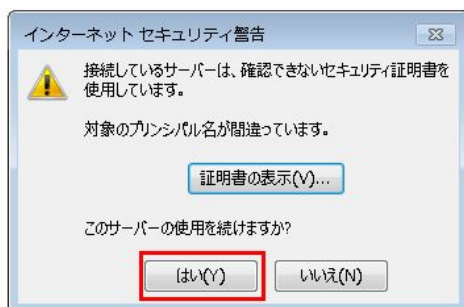 インターネット セキュリティ警告
接続しているサーバーは、確認できないセキュリティ証明書を
使用しています。
対象のプリンシパル名が間違っています。
証明書の表示(V)...
このサーバーの使用を続けますか?
はい(Y)
いいえ(N)